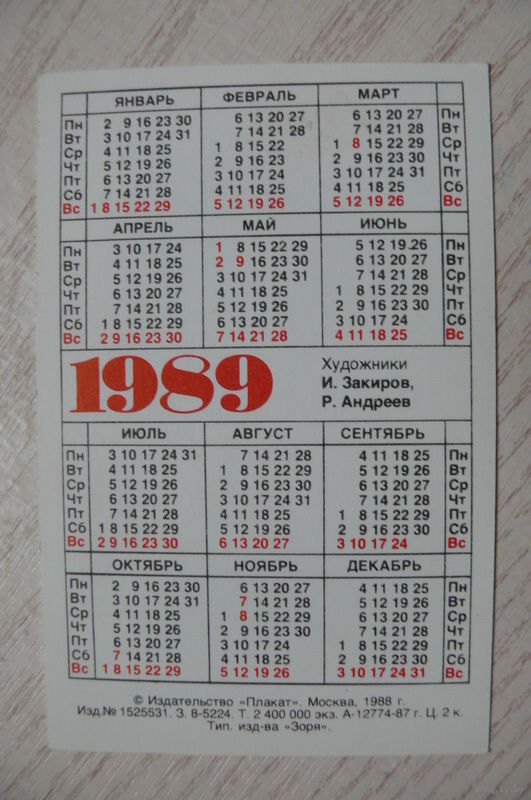 ЯНВАРЬ ФЕВРАЛЬ МАРТ
Пн 2 9 16 23 30 6 13 20 27 6 13 20 27 Пн
Вт 3 10 17 24 31 7 14 21 28 7 14 21 28 Вт
Ср 4 11 18 25 1 8 15 22 1 8 15 22 29 Ср
Чт 5 12 19 26 2 9 16 23 2 9 16 23 30 Чт
Пт 6 13 20 27 3 10 17 24 3 10 17 24 31 Пт
Сб 7 14 21 28 4 11 18 25 4 11 18 25 Сб
Вс 1 8 15 22 29 5 12 19 26 5 12 19 26 Вс
АПРЕЛЬ МАЙ ИЮНЬ
Пн 3 10 17 24 1 8 15 22 29 5 12 19 26 Пн
Вт 4 11 18 25 2 9 16 23 30 6 13 20 27 Вт
Ср 5 12 19 26 3 10 17 24 31 7 14 21 28 Ср
Чт 6 13 20 27 4 11 18 25 1 8 15 22 29 Чт
Пт 7 14 21 28 5 12 19 26 2 9 16 23 30 Пт
Сб 1 8 15 22 29 6 13 20 27 3 10 17 24 Сб
Вс 2 9 16 23 30 7 14 21 28 4 11 18 25 Вс
1989
Художники
И. Закиров,
Р. Андреев
ИЮЛЬ АВГУСТ СЕНТЯБРЬ
Пн 3 10 17 24 31 7 14 21 28 4 11 18 25 Пн
Вт 4 11 18 25 1 8 15 22 29 5 12 19 26 Вт
Ср 5 12 19 26 2 9 16 23 30 6 13 20 27 Ср
Чт 6 13 20 27 3 10 17 24 31 7 14 21 28 Чт
Пт 7 14 21 28 4 11 18 25 1 8 15 22 29 Пт
Сб 1 8 15 22 29 5 12 19 26 2 9 16 23 30 Сб
Вс 2 9 16 23 30 6 13 20 27 3 10 17 24 Вс
ОКТЯБРЬ НОЯБРЬ ДЕКАБРЬ
Пн 2 9 16 23 30 6 13 20 27 4 11 18 25 Пн
Вт 3 10 17 24 31 7 14 21 28 5 12 19 26 Вт
Ср 4 11 18 25 1 8 15 22 29 6 13 20 27 Ср
Чт 5 12 19 26 2 9 16 23 30 7 14 21 28 Чт
Пт 6 13 20 27 3 10 17 24 1 8 15 22 29 Пт
Сб 7 14 21 28 4 11 18 25 2 9 16 23 30 Сб
Вс 1 8 15 22 29 5 12 19 26 3 10 17 24 31 Вс
© Издательство «Плакат». Москва, 1988 г.
Изд.№ 1525531. З. 8-5224. Т. 2 400 000 экз. А-12774-87 г. Ц. 2 к.
Тип. изд-ва «Зоря».